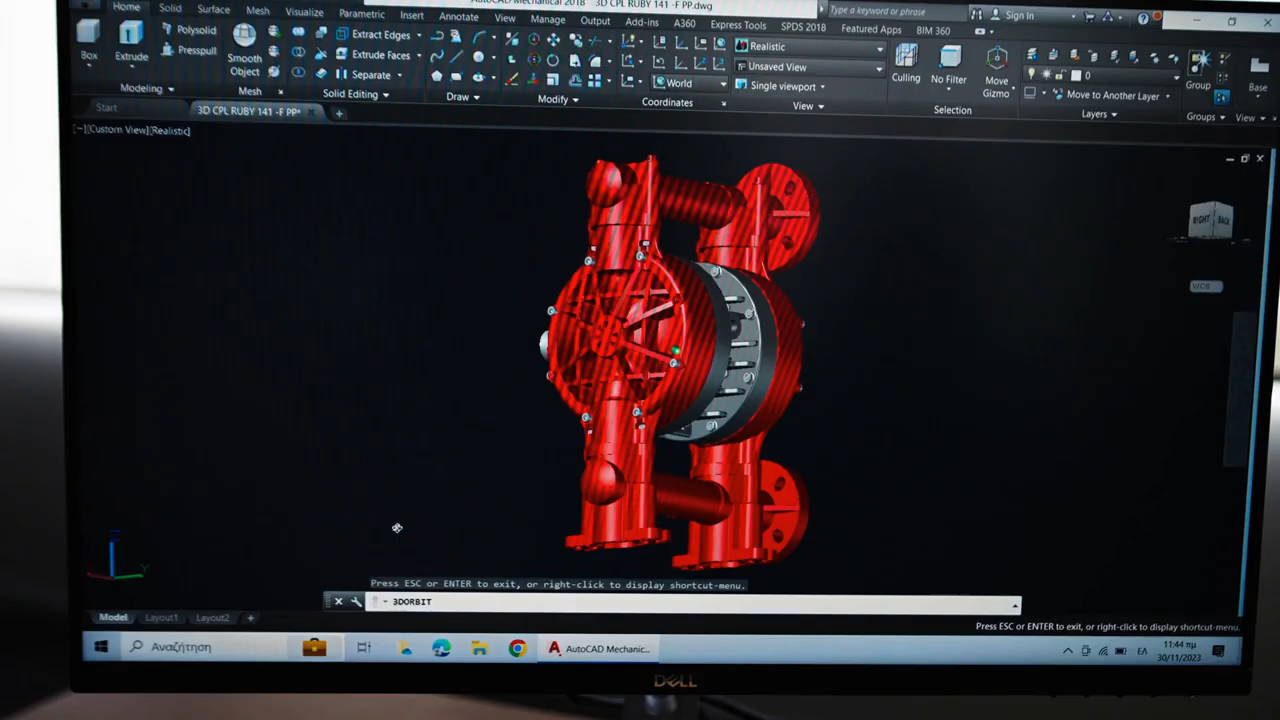 AutoCAD Mechanical 2018 3D CPL RUBY 141 -F PP.dwg
Type a keyword or phrase
Sign In
Home Solid Surface Mesh Visualize Parametric Insert Annotate View Manage Output Add-ins A360 Express Tools SPDS 2018 Featured Apps BIM 360
Box
Extrude
Polysolid
Presspull
Smooth
Object
Extract Edges
Extrude Faces
Separate
World
Realistic
Unsaved View
Single viewport
Culling
No Filter
Move
Gizmo
0
Move to Another Layer
Group
Base
Modeling Mesh Solid Editing Draw Modify Coordinates View Selection Layers Groups View
Start 3D CPL RUBY 141 -F PP*
[−][Custom View][Realistic]
RIGHT BACK
WCS
Z
Y
Press ESC or ENTER to exit, or right-click to display shortcut-menu.
3DORBIT
Model Layout1 Layout2
Press ESC or ENTER to exit, or right-click to display shortcut-menu.
Αναζήτηση
AutoCAD Mechanic...
ΕΛ
11:44 πμ
30/11/2023
DELL